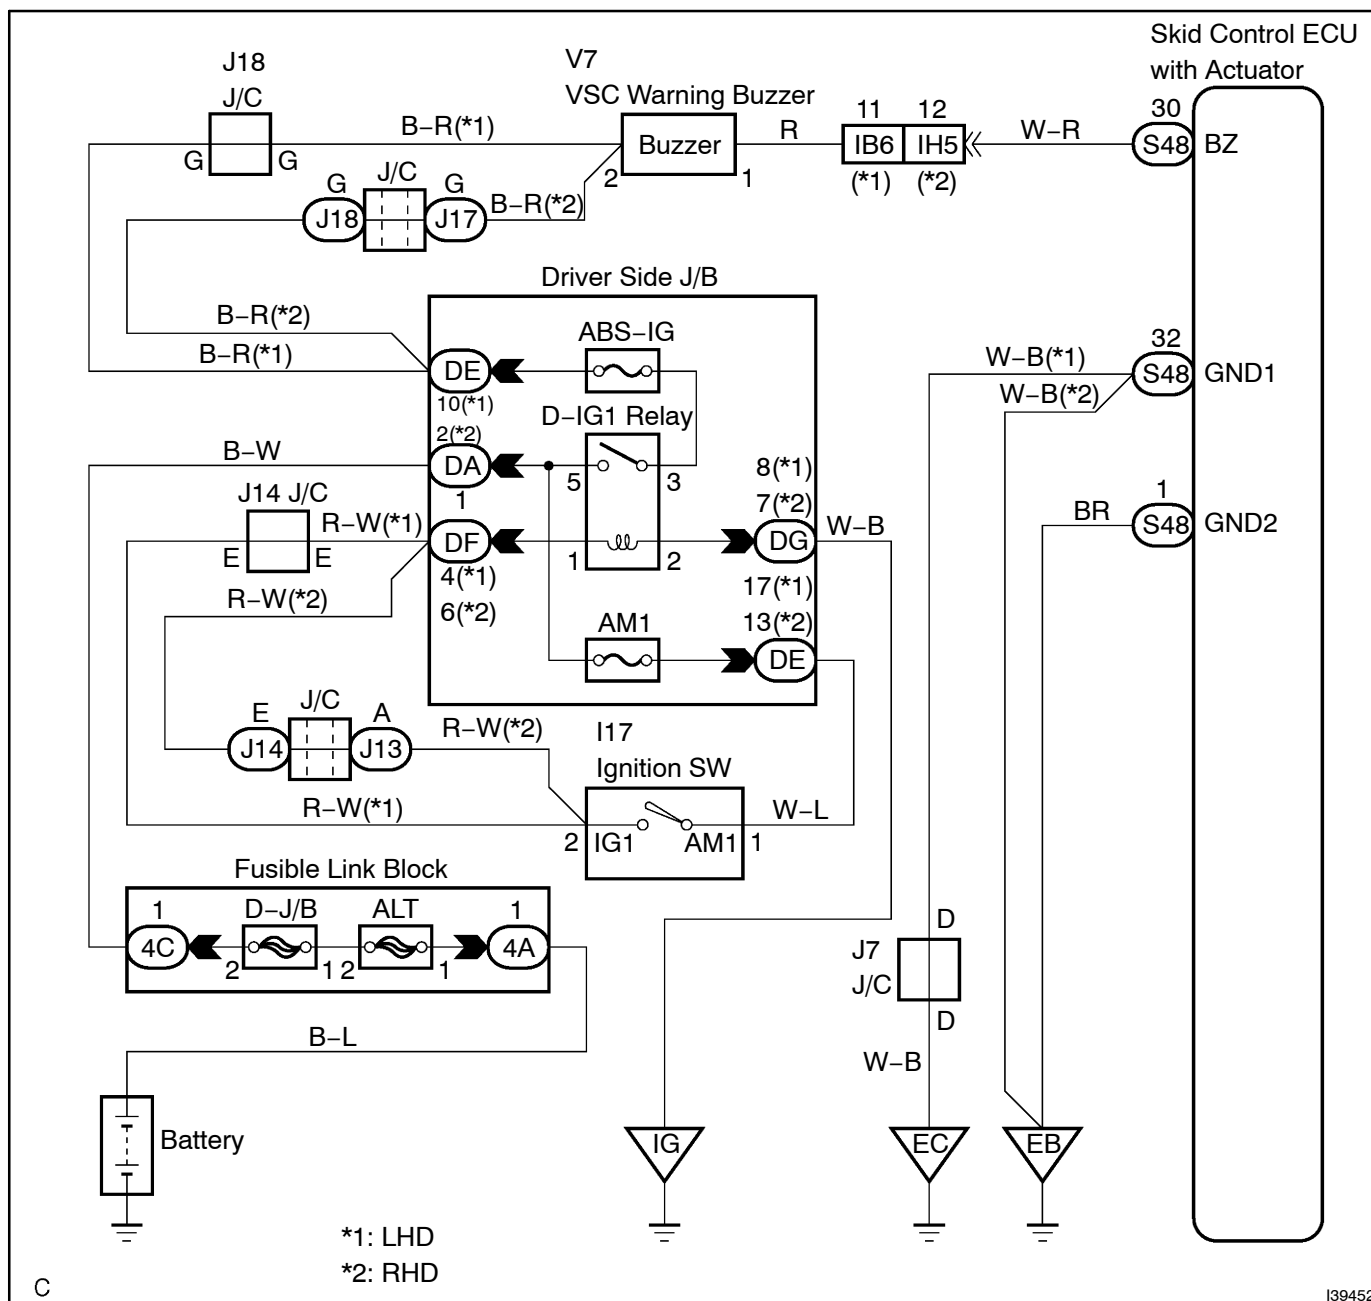 Skid Control ECU
with Actuator
J18
J/C
V7
VSC Warning Buzzer
B–R(*1)
Buzzer
R
11
12
IB6
IH5
(*1)
(*2)
W–R
30
S48
BZ
G
G
2
1
G
J/C
G
J18
J17
B–R(*2)
Driver Side J/B
B–R(*2)
B–R(*1)
ABS–IG
DE
10(*1)
D–IG1 Relay
2(*2)
W–B(*1)
W–B(*2)
32
S48
GND1
B–W
DA
1
5
3
8(*1)
7(*2)
J14 J/C
R–W(*1)
E
E
DF
4(*1)
6(*2)
1
2
DG
W–B
17(*1)
13(*2)
BR
1
S48
GND2
R–W(*2)
AM1
DE
E
J/C
A
J14
J13
R–W(*2)
I17
Ignition SW
R–W(*1)
2
IG1
AM1
1
W–L
Fusible Link Block
1
D–J/B
ALT
1
4C
2
1
2
1
4A
D
J7
J/C
D
B–L
W–B
Battery
IG
EC
EB
*1: LHD
*2: RHD
C
I39452